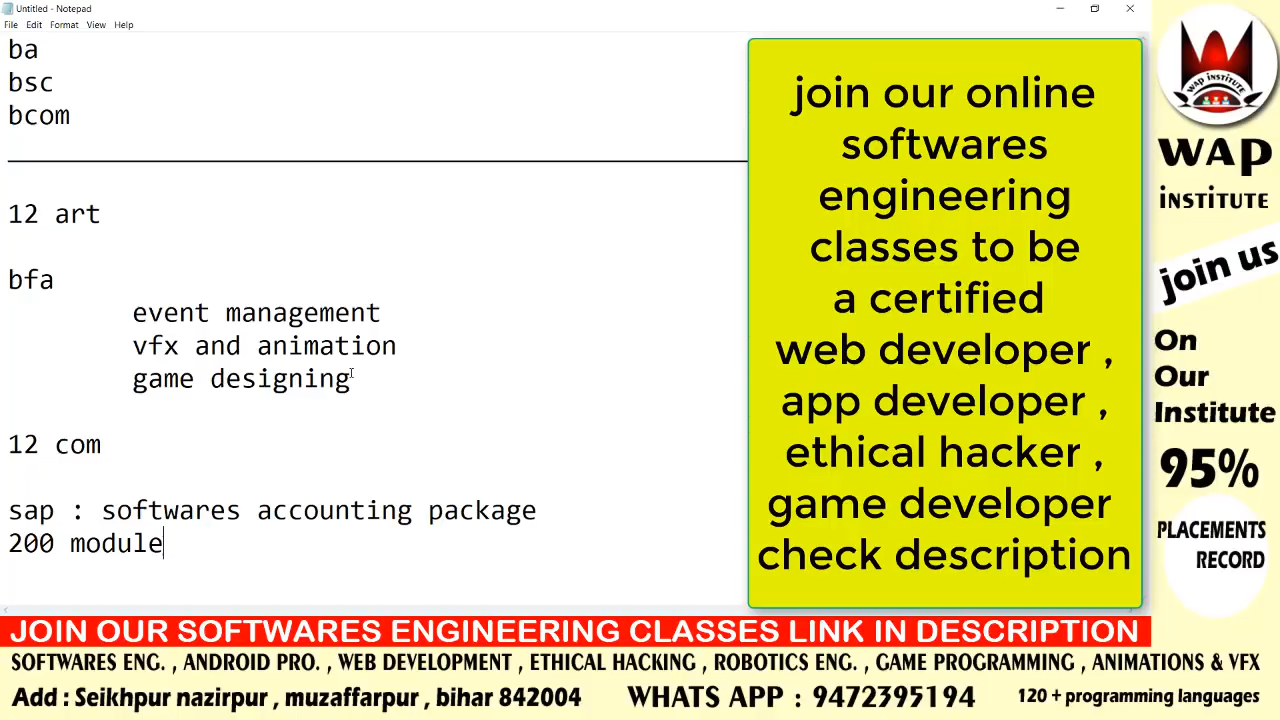 Untitled - Notepad
File Edit Format View Help
ba
bsc
bcom
12 art
bfa
event management
vfx and animation
game designing
12 com
sap : softwares accounting package
200 module
join our online
softwares
engineering
classes to be
a certified
web developer ,
app developer ,
ethical hacker ,
game developer
check description
wap institute
WAP
INSTITUTE
join us
On
Our
Institute
95%
PLACEMENTS
RECORD
JOIN OUR SOFTWARES ENGINEERING CLASSES LINK IN DESCRIPTION
SOFTWARES ENG. , ANDROID PRO. , WEB DEVELOPMENT , ETHICAL HACKING , ROBOTICS ENG. , GAME PROGRAMMING , ANIMATIONS & VFX
Add : Seikhpur nazirpur , muzaffarpur , bihar 842004 WHATS APP : 9472395194 120 + programming languages